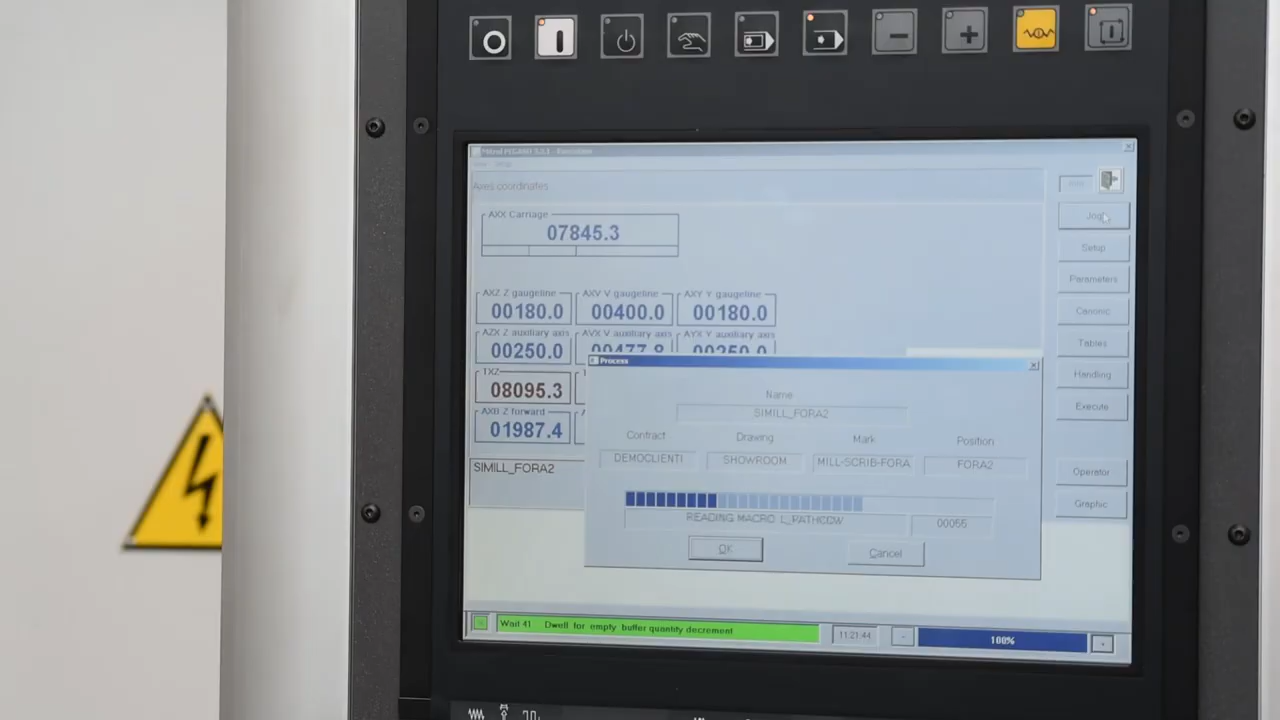 Axes coordinates
AXX Carriage
07845.3
Jog
Setup
Parameters
AXZ Z gaugeline AXV V gaugeline AXY Y gaugeline
00180.0 00400.0 00180.0
Canonic
AZX Z auxiliary axis AVX V auxiliary axis AYX Y auxiliary axis
00250.0 00477.8 00250.0
Tables
Process
TXZ
08095.3
Handling
Name
SIMILL_FORA2
Execute
AXB Z forward
01987.4
Contract Drawing Mark Position
DEMOCLIENTI SHOWROOM MILL-SCRIB-FORA FORA2
SIMILL_FORA2
Operator
Graphic
READING MACRO L_PATHCCW 00055
OK Cancel
Wait 41 Dwell for empty buffer quantity decrement
11:21:44
- 100%